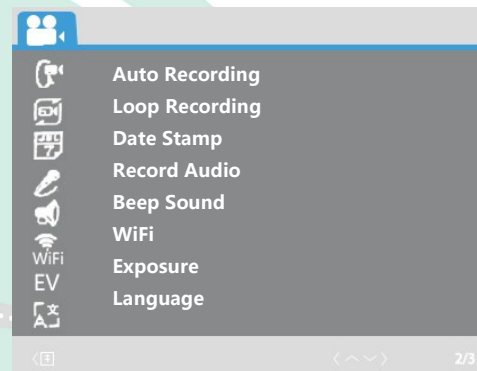 Auto Recording
Loop Recording
Date Stamp
Record Audio
Beep Sound
WiFi
WiFi
Exposure
EV
Language
2/3